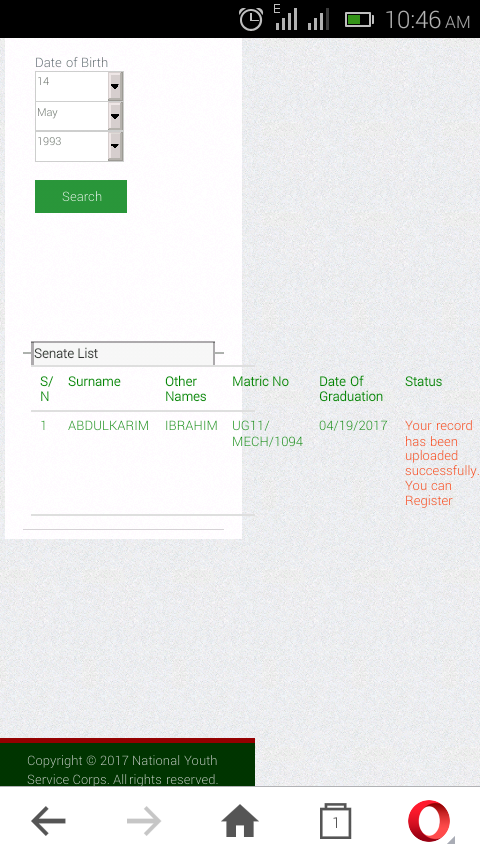 E
10:46 AM
Date of Birth
14
May
1993
Search
Senate List
S/ Surname Other Matric No Date Of Status
N Names Graduation
1 ABDULKARIM IBRAHIM UG11/ 04/19/2017 Your record
MECH/1094 has been
uploaded
successfully.
You can
Register
Copyright © 2017 National Youth
Service Corps. All rights reserved.
1